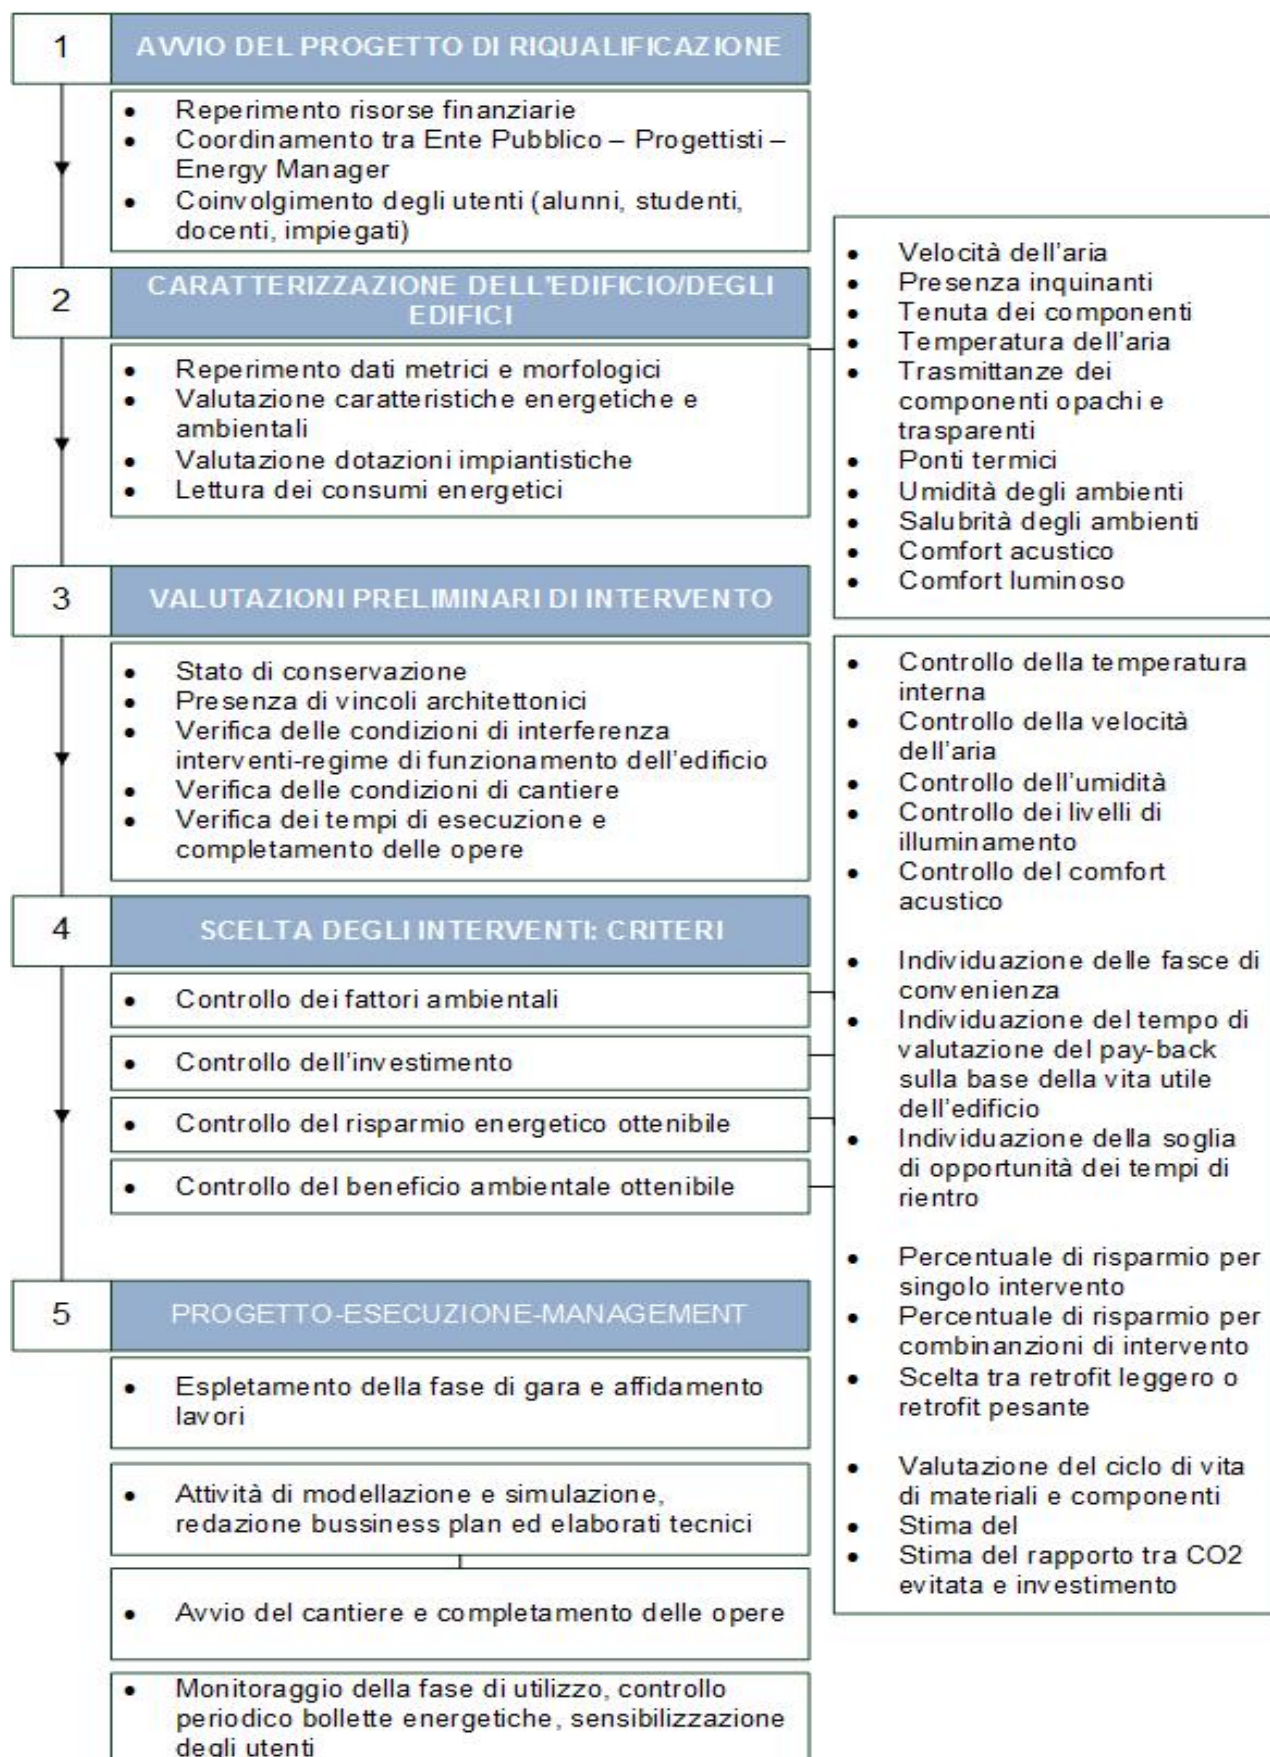 1
AVVIO DEL PROGETTO DI RIQUALIFICAZIONE
• Reperimento risorse finanziarie
• Coordinamento tra Ente Pubblico – Progettisti –
Energy Manager
• Coinvolgimento degli utenti (alunni, studenti,
docenti, impiegati)
2
CARATTERIZZAZIONE DELL'EDIFICIO/DEGLI
EDIFICI
• Reperimento dati metrici e morfologici
• Valutazione caratteristiche energetiche e
ambientali
• Valutazione dotazioni impiantistiche
• Lettura dei consumi energetici
• Velocità dell'aria
• Presenza inquinanti
• Tenuta dei componenti
• Temperatura dell'aria
• Trasmittanze dei
componenti opachi e
trasparenti
• Ponti termici
• Umidità degli ambienti
• Salubrità degli ambienti
• Comfort acustico
• Comfort luminoso
3
VALUTAZIONI PRELIMINARI DI INTERVENTO
• Stato di conservazione
• Presenza di vincoli architettonici
• Verifica delle condizioni di interferenza
interventi-regime di funzionamento dell'edificio
• Verifica delle condizioni di cantiere
• Verifica dei tempi di esecuzione e
completamento delle opere
4
SCELTA DEGLI INTERVENTI: CRITERI
• Controllo dei fattori ambientali
• Controllo dell'investimento
• Controllo del risparmio energetico ottenibile
• Controllo del beneficio ambientale ottenibile
• Controllo della temperatura
interna
• Controllo della velocità
dell'aria
• Controllo dell'umidità
• Controllo dei livelli di
illuminamento
• Controllo del comfort
acustico
• Individuazione delle fasce di
convenienza
• Individuazione del tempo di
valutazione del pay-back
sulla base della vita utile
dell'edificio
• Individuazione della soglia
di opportunità dei tempi di
rientro
• Percentuale di risparmio per
singolo intervento
• Percentuale di risparmio per
combinanzioni di intervento
• Scelta tra retrofit leggero o
retrofit pesante
• Valutazione del ciclo di vita
di materiali e componenti
• Stima del
• Stima del rapporto tra CO2
evitata e investimento
5
PROGETTO-ESECUZIONE-MANAGEMENT
• Espletamento della fase di gara e affidamento
lavori
• Attività di modellazione e simulazione,
redazione bussiness plan ed elaborati tecnici
• Avvio del cantiere e completamento delle opere
• Monitoraggio della fase di utilizzo, controllo
periodico bollette energetiche, sensibilizzazione
degli utenti